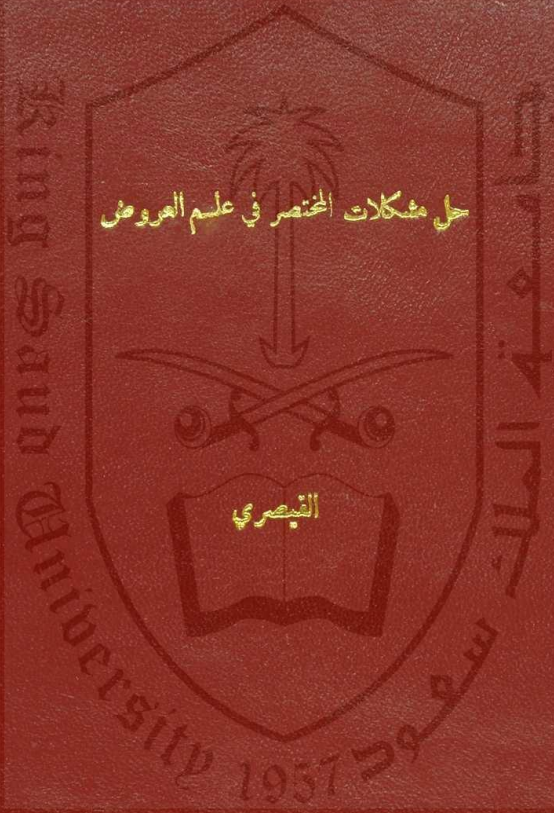 حل مشكلات المختصر في علم العروض
القيصري
King Saud University 1957
جامعة الملك سعود